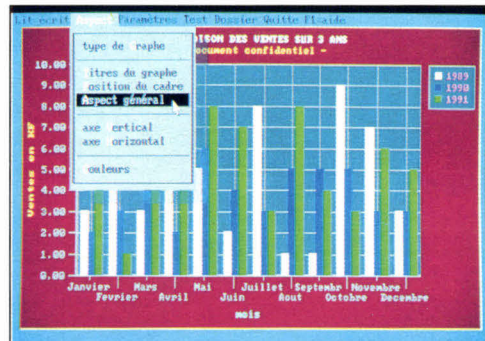 Lit-écrit Aspect Paramètres Test Dossier Quitte F1=aide
type de graphe
ISON DES VENTES SUR 3 ANS
ocument confidentiel -
itres du graphe
osition du cadre
Aspect général
axe ertical
axe orizontal
ouleurs
1989
1990
1991
10.00
9.00
8.00
7.00
6.00
5.00
4.00
3.00
2.00
1.00
0.00
Ventes en KF
Janvier Mars Mai Juillet Septembr Novembre
Fevrier Avril Juin Aout Octobre Decembre
mois